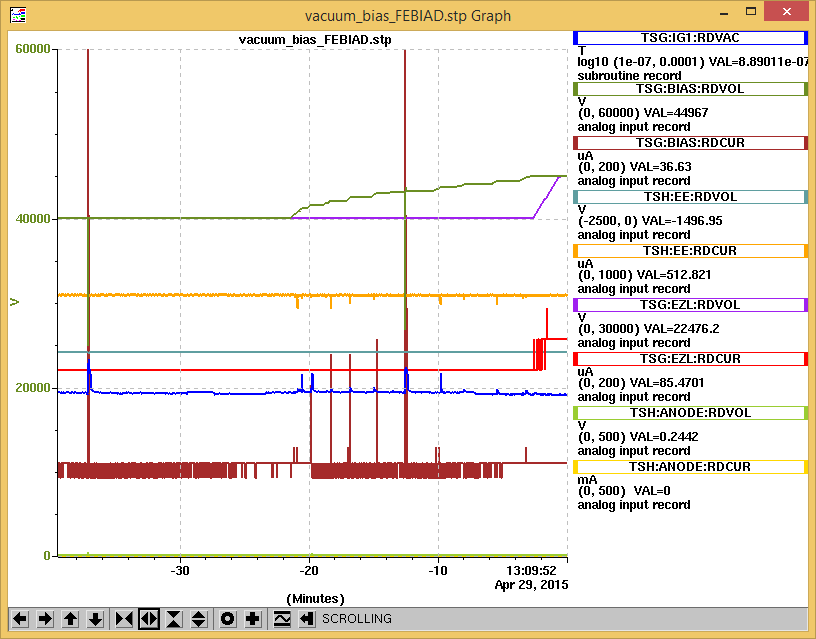 vacuum_bias_FEBIAD.stp Graph
vacuum_bias_FEBIAD.stp
60000
40000
20000
0
V
-30
-20
-10
13:09:52
Apr 29, 2015
(Minutes)
TSG:IG1:RDVAC
T
log10 (1e-07, 0.0001) VAL=8.89011e-07
subroutine record
TSG:BIAS:RDVOL
V
(0, 60000) VAL=44967
analog input record
TSG:BIAS:RDCUR
uA
(0, 200) VAL=36.63
analog input record
TSH:EE:RDVOL
V
(-2500, 0) VAL=-1496.95
analog input record
TSH:EE:RDCUR
uA
(0, 1000) VAL=512.821
analog input record
TSG:EZL:RDVOL
V
(0, 30000) VAL=22476.2
analog input record
TSG:EZL:RDCUR
uA
(0, 200) VAL=85.4701
analog input record
TSH:ANODE:RDVOL
V
(0, 500) VAL=0.2442
analog input record
TSH:ANODE:RDCUR
mA
(0, 500) VAL=0
analog input record
SCROLLING